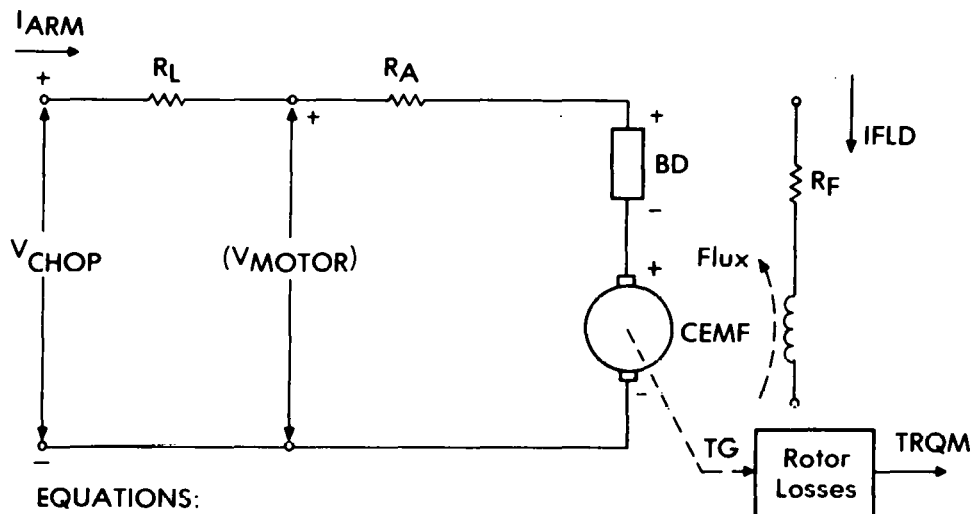 IARM
+
RL
RA
+
+
BD
-
IFLD
RF
VCHOP
(VMOTOR)
Flux
+
CEMF
-
-
TG
Rotor
Losses
TRQM
EQUATIONS: